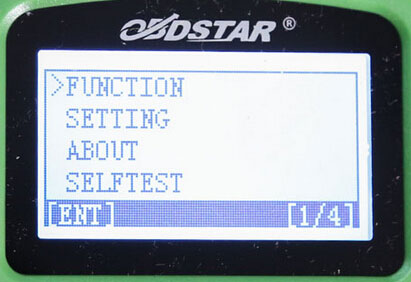 OBDSTAR®
>FUNCTION
SETTING
ABOUT
SELFTEST
[ENT] [1/4]